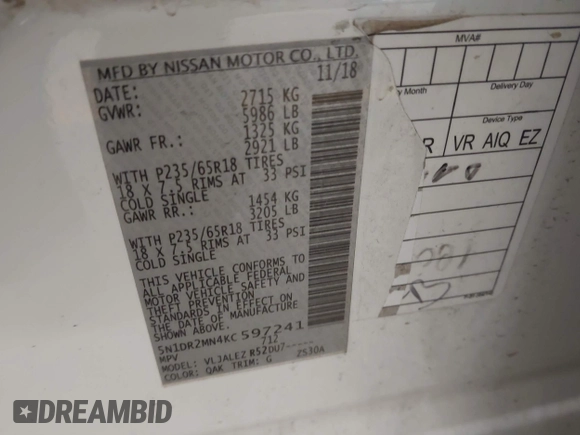 MFD BY NISSAN MOTOR CO., LTD.
DATE: 11/18
GVWR: 2715 KG
5986 LB
GAWR FR.: 1325 KG
2921 LB
WITH P235/65R18 TIRES
18 X 7.5 RIMS AT 33 PSI
COLD SINGLE
GAWR RR.: 1454 KG
3205 LB
WITH P235/65R18 TIRES
18 X 7.5 RIMS AT 33 PSI
COLD SINGLE
THIS VEHICLE CONFORMS TO
ALL APPLICABLE FEDERAL
MOTOR VEHICLE SAFETY AND
THEFT PREVENTION
STANDARDS IN EFFECT ON
THE DATE OF MANUFACTURE
SHOWN ABOVE.
5N1DR2MN4KC597241
MPV 712
MODEL: VLJALEZ R52DU7-----
COLOR: QAK TRIM: G 2530A
MVA#
Month
Delivery Day
Device Type
R VR AIQ EZ
DREAMBID